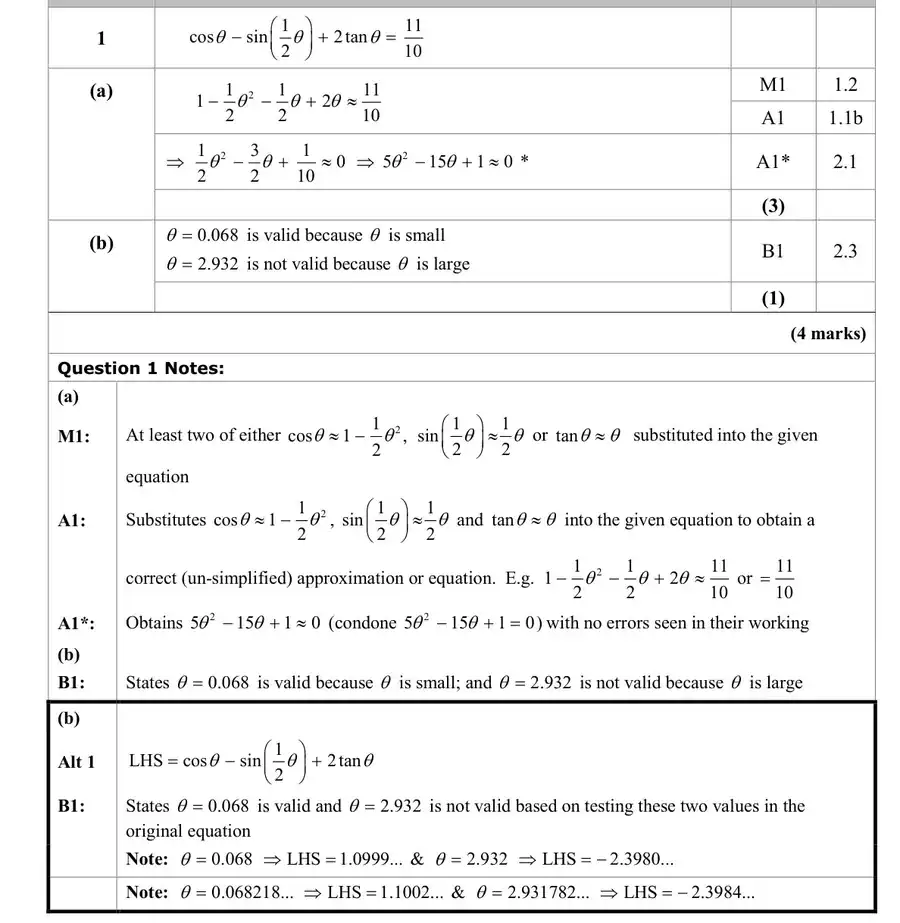 1 cosθ − sin(1/2 θ) + 2 tanθ = 11/10
(a) 1 − 1/2 θ² − 1/2 θ + 2θ ≈ 11/10 M1 1.2
A1 1.1b
⇒ 1/2 θ² − 3/2 θ + 1/10 ≈ 0 ⇒ 5θ² − 15θ + 1 ≈ 0 * A1* 2.1
(3)
(b) θ = 0.068 is valid because θ is small
θ = 2.932 is not valid because θ is large B1 2.3
(1)
(4 marks)
Question 1 Notes:
(a)
M1: At least two of either cosθ ≈ 1 − 1/2 θ², sin(1/2 θ) ≈ 1/2 θ or tanθ ≈ θ substituted into the given
equation
A1: Substitutes cosθ ≈ 1 − 1/2 θ², sin(1/2 θ) ≈ 1/2 θ and tanθ ≈ θ into the given equation to obtain a
correct (un-simplified) approximation or equation. E.g. 1 − 1/2 θ² − 1/2 θ + 2θ ≈ 11/10 or = 11/10
A1*: Obtains 5θ² − 15θ + 1 ≈ 0 (condone 5θ² − 15θ + 1 = 0) with no errors seen in their working
(b)
B1: States θ = 0.068 is valid because θ is small; and θ = 2.932 is not valid because θ is large
(b)
Alt 1 LHS = cosθ − sin(1/2 θ) + 2 tanθ
B1: States θ = 0.068 is valid and θ = 2.932 is not valid based on testing these two values in the
original equation
Note: θ = 0.068 ⇒ LHS = 1.0999... & θ = 2.932 ⇒ LHS = − 2.3980...
Note: θ = 0.068218... ⇒ LHS = 1.1002... & θ = 2.931782... ⇒ LHS = − 2.3984...